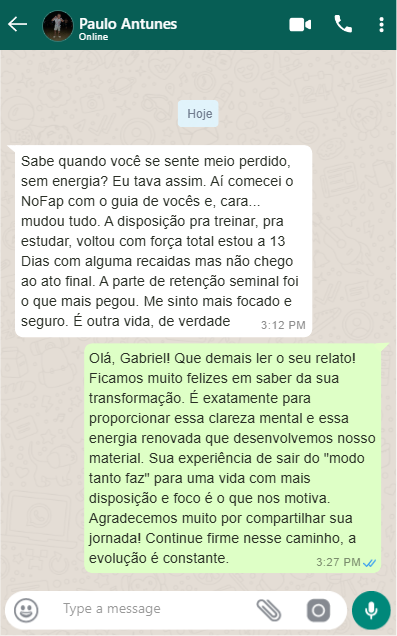 Paulo Antunes
Online
Hoje
Sabe quando você se sente meio perdido,
sem energia? Eu tava assim. Aí comecei o
NoFap com o guia de vocês e, cara...
mudou tudo. A disposição pra treinar, pra
estudar, voltou com força total estou a 13
Dias com alguma recaidas mas não chego
ao ato final. A parte de retenção seminal foi
o que mais pegou. Me sinto mais focado e
seguro. É outra vida, de verdade
3:12 PM
Olá, Gabriel! Que demais ler o seu relato!
Ficamos muito felizes em saber da sua
transformação. É exatamente para
proporcionar essa clareza mental e essa
energia renovada que desenvolvemos nosso
material. Sua experiência de sair do "modo
tanto faz" para uma vida com mais
disposição e foco é o que nos motiva.
Agradecemos muito por compartilhar sua
jornada! Continue firme nesse caminho, a
evolução é constante.
3:27 PM
Type a message